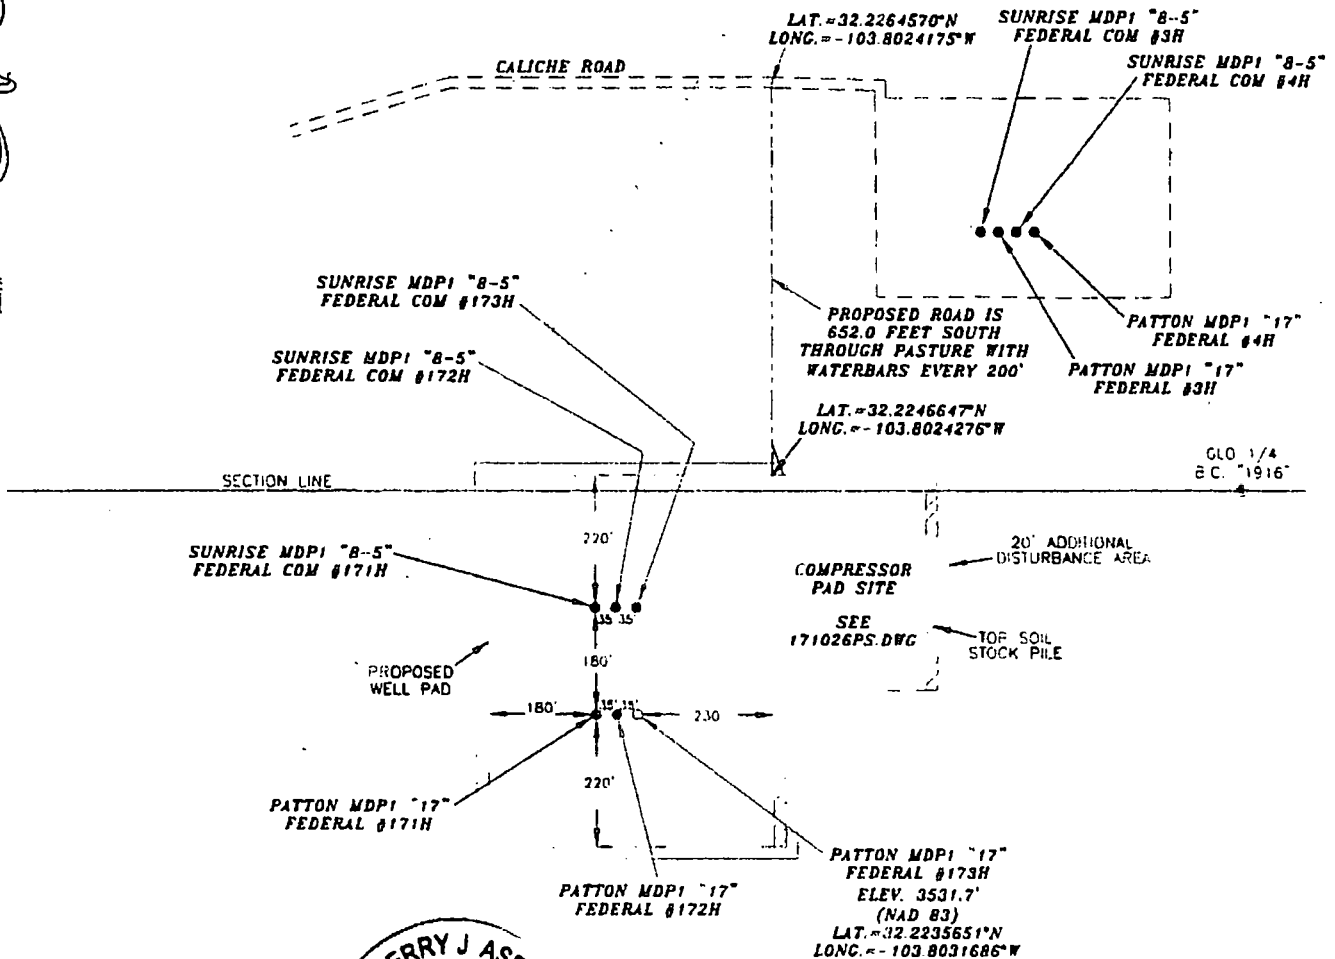 LAT.=32.2264570°N
LONG.=-103.8024175°W
SUNRISE MDP1 "8-5"
FEDERAL COM #3H
SUNRISE MDP1 "8-5"
FEDERAL COM #4H
CALICHE ROAD
SUNRISE MDP1 "8-5"
FEDERAL COM #173H
PROPOSED ROAD IS
652.0 FEET SOUTH
THROUGH PASTURE WITH
WATERBARS EVERY 200'
PATTON MDP1 "17"
FEDERAL #4H
PATTON MDP1 "17"
FEDERAL #3H
SUNRISE MDP1 "8-5"
FEDERAL COM #172H
LAT.=32.2246647°N
LONG.=-103.8024276°W
GLO 1/4
B.C. "1916"
SECTION LINE
220'
SUNRISE MDP1 "8-5"
FEDERAL COM #171H
20' ADDITIONAL
DISTURBANCE AREA
COMPRESSOR
PAD SITE
SEE
171026PS.DWG
35' 35'
TOP SOIL
STOCK PILE
PROPOSED
WELL PAD
180'
180'
35' 35'
230
220'
PATTON MDP1 "17"
FEDERAL #171H
PATTON MDP1 "17"
FEDERAL #172H
PATTON MDP1 "17"
FEDERAL #173H
ELEV. 3531.7'
(NAD 83)
LAT.=32.2235651°N
LONG.=-103.8031686°W
ERRY J AS